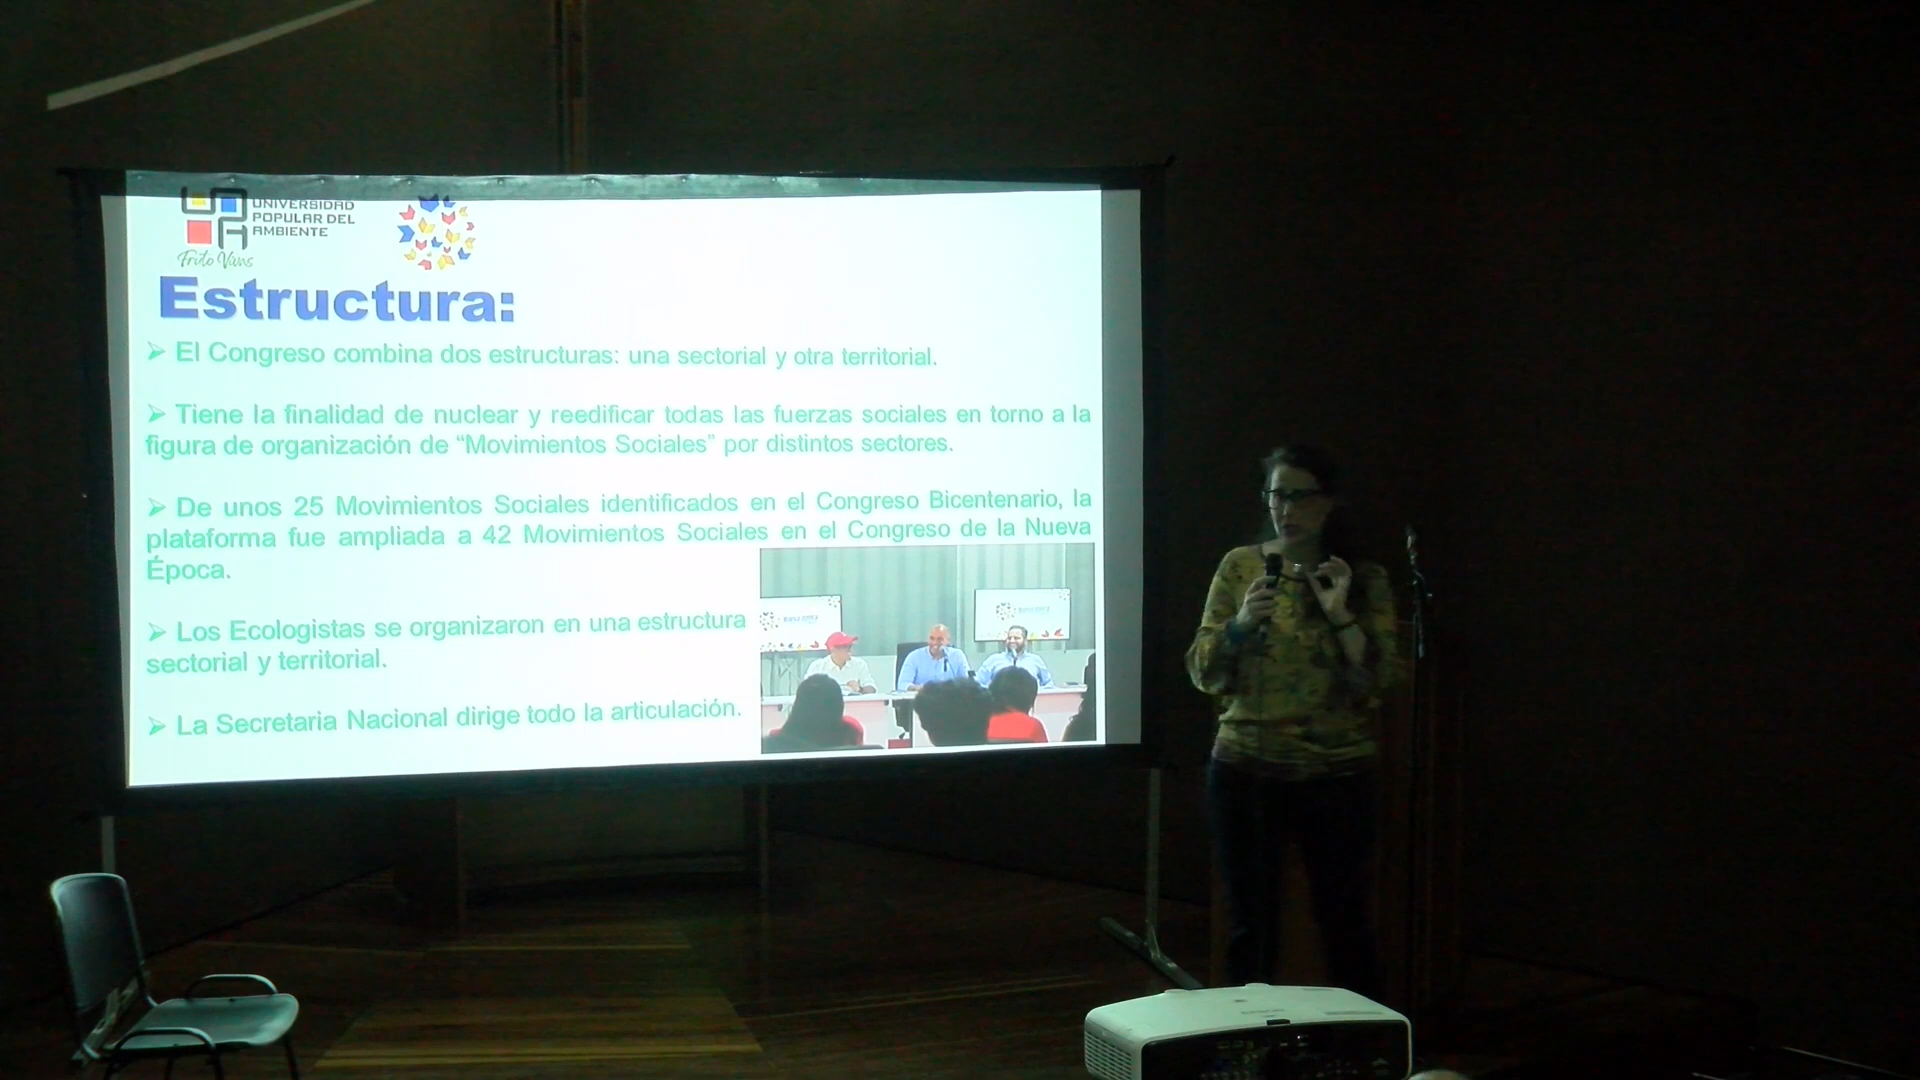 UNIVERSIDAD
POPULAR DEL
AMBIENTE
Fruto Vivas
Estructura:
➢ El Congreso combina dos estructuras: una sectorial y otra territorial.
➢ Tiene la finalidad de nuclear y reedificar todas las fuerzas sociales en torno a la
figura de organización de “Movimientos Sociales” por distintos sectores.
➢ De unos 25 Movimientos Sociales identificados en el Congreso Bicentenario, la
plataforma fue ampliada a 42 Movimientos Sociales en el Congreso de la Nueva
Época.
➢ Los Ecologistas se organizaron en una estructura
sectorial y territorial.
➢ La Secretaria Nacional dirige todo la articulación.
EPSON